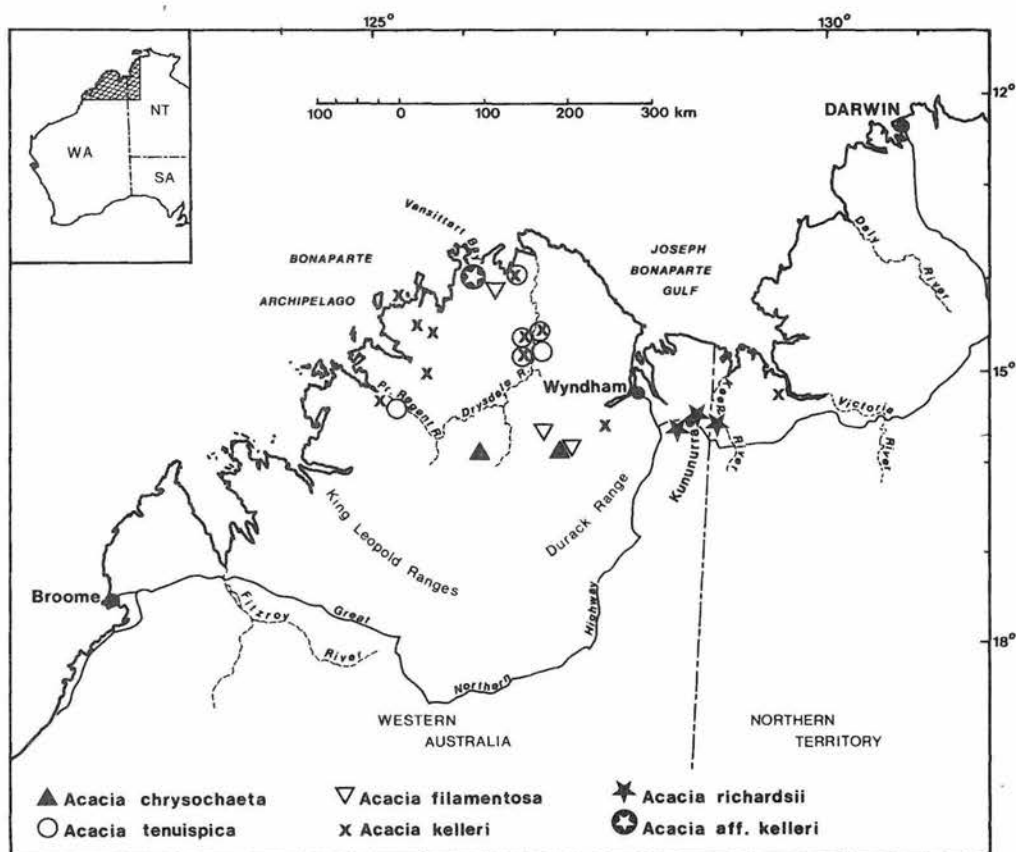 125°
130°
12°
15°
18°
NT
WA
SA
100 0 100 200 300 km
DARWIN
Vansittart Bay
BONAPARTE
ARCHIPELAGO
JOSEPH
BONAPARTE
GULF
Daly
River
Pr. Regent R.
Drysdale R.
Wyndham
Keep
River
Victoria
River
Kununurra
King Leopold Ranges
Durack Range
Broome
Fitzroy
River
Great
Northern
Highway
WESTERN
AUSTRALIA
NORTHERN
TERRITORY
Acacia chrysochaeta
Acacia filamentosa
Acacia richardsii
Acacia tenuispica
x Acacia kelleri
Acacia aff. kelleri